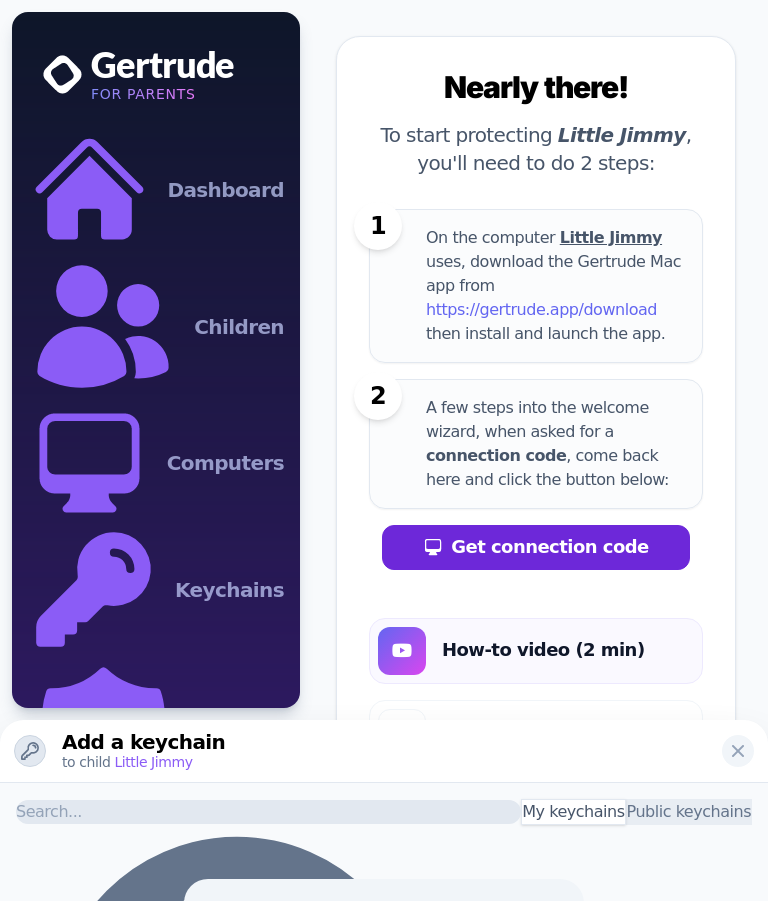 Gertrude
FOR PARENTS
Dashboard
Children
Computers
Keychains
Nearly there!
To start protecting Little Jimmy,
you'll need to do 2 steps:
1
On the computer Little Jimmy
uses, download the Gertrude Mac
app from
https://gertrude.app/download
then install and launch the app.
2
A few steps into the welcome
wizard, when asked for a
connection code, come back
here and click the button below:
Get connection code
How-to video (2 min)
Add a keychain
to child Little Jimmy
Search...
My keychains
Public keychains